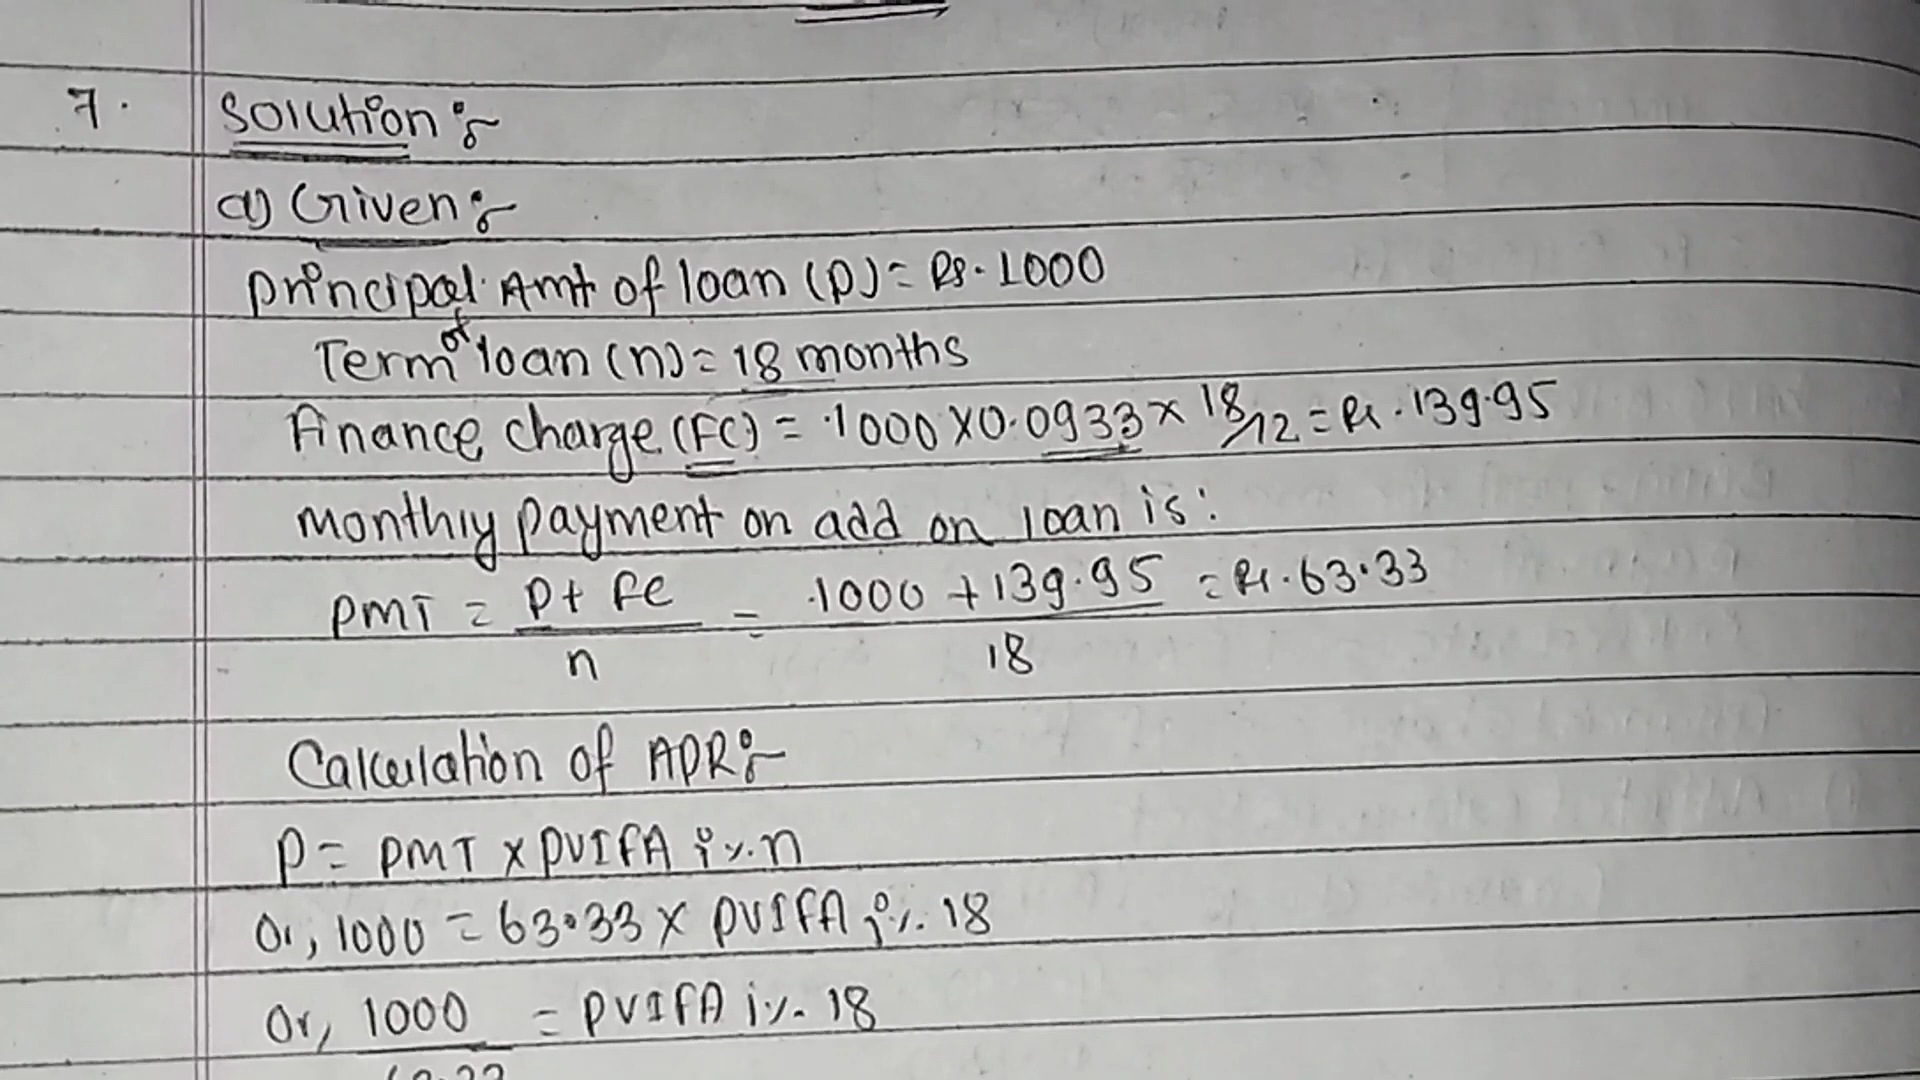 7. Solution :-
a) Given :-
Principal Amt of loan (P) = Rs. 1000
Term of loan (n) = 18 months
Finance charge (FC) = 1000 × 0.0933 × 18/12 = Rs. 139.95
Monthly payment on add on loan is :
PMT = P + Fc = 1000 + 139.95 = Rs. 63.33
n 18
Calculation of APR :-
P = PMT × PVIFA i%. n
Or, 1000 = 63.33 × PVIFA i%. 18
Or, 1000 = PVIFA i%. 18
63.33